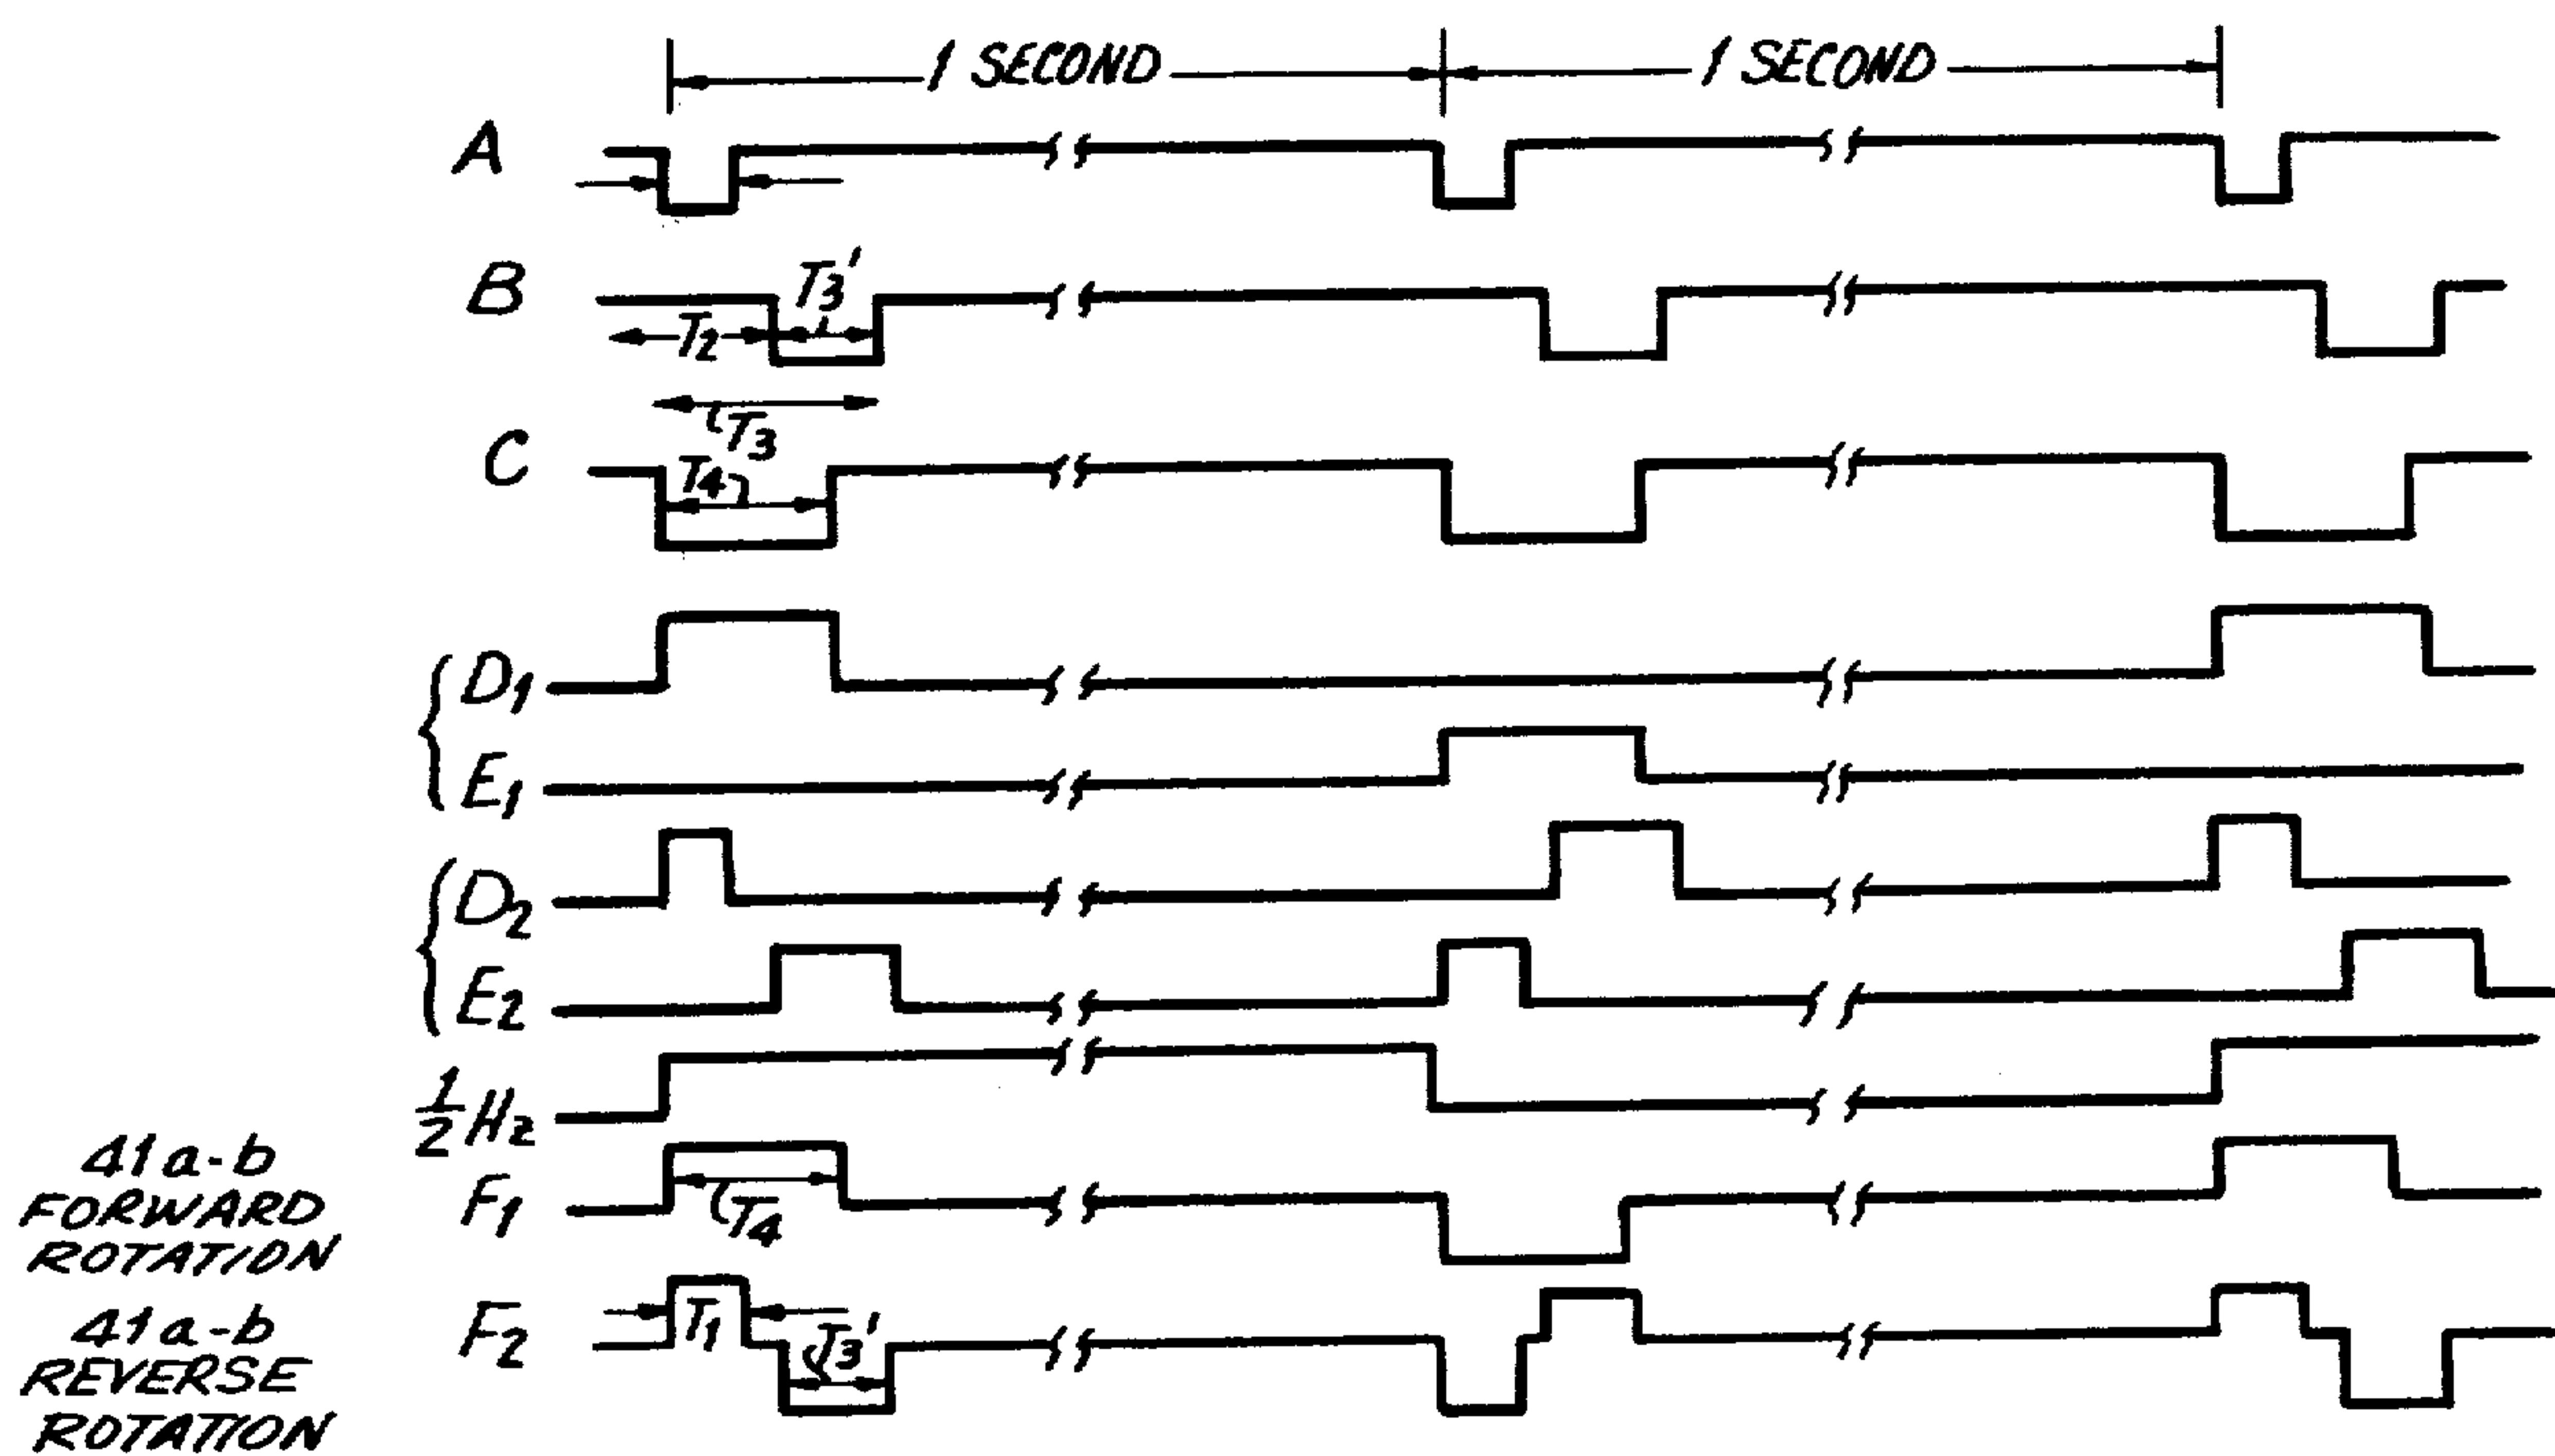 1 SECOND 1 SECOND
A
B T3'
T2
C T3
T4
D1
E1
D2
E2
1/2 Hz
41a-b
FORWARD
ROTATION
F1
T4
41a-b
REVERSE
ROTATION
F2 T1
T3'